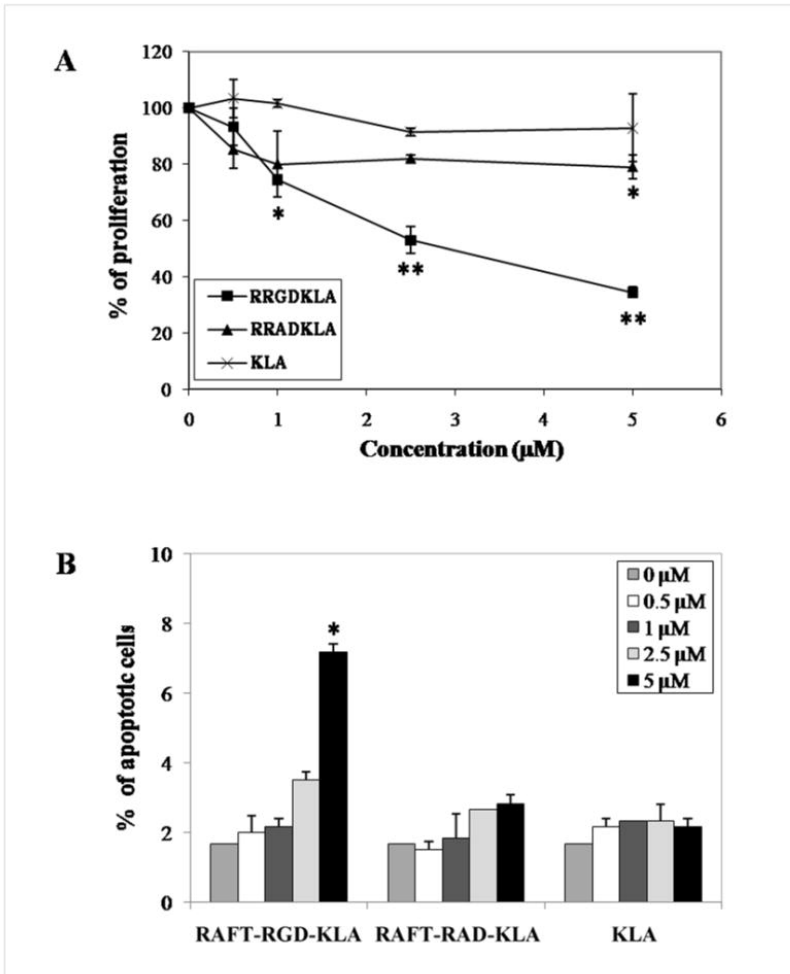 A
120
100
80
60
40
20
0
% of proliferation
*
**
*
**
RRGDKLA
RRADKLA
KLA
0 1 2 3 4 5 6
Concentration (µM)
B
10
8
6
4
2
0
% of apoptotic cells
*
0 µM
0.5 µM
1 µM
2.5 µM
5 µM
RAFT-RGD-KLA RAFT-RAD-KLA KLA